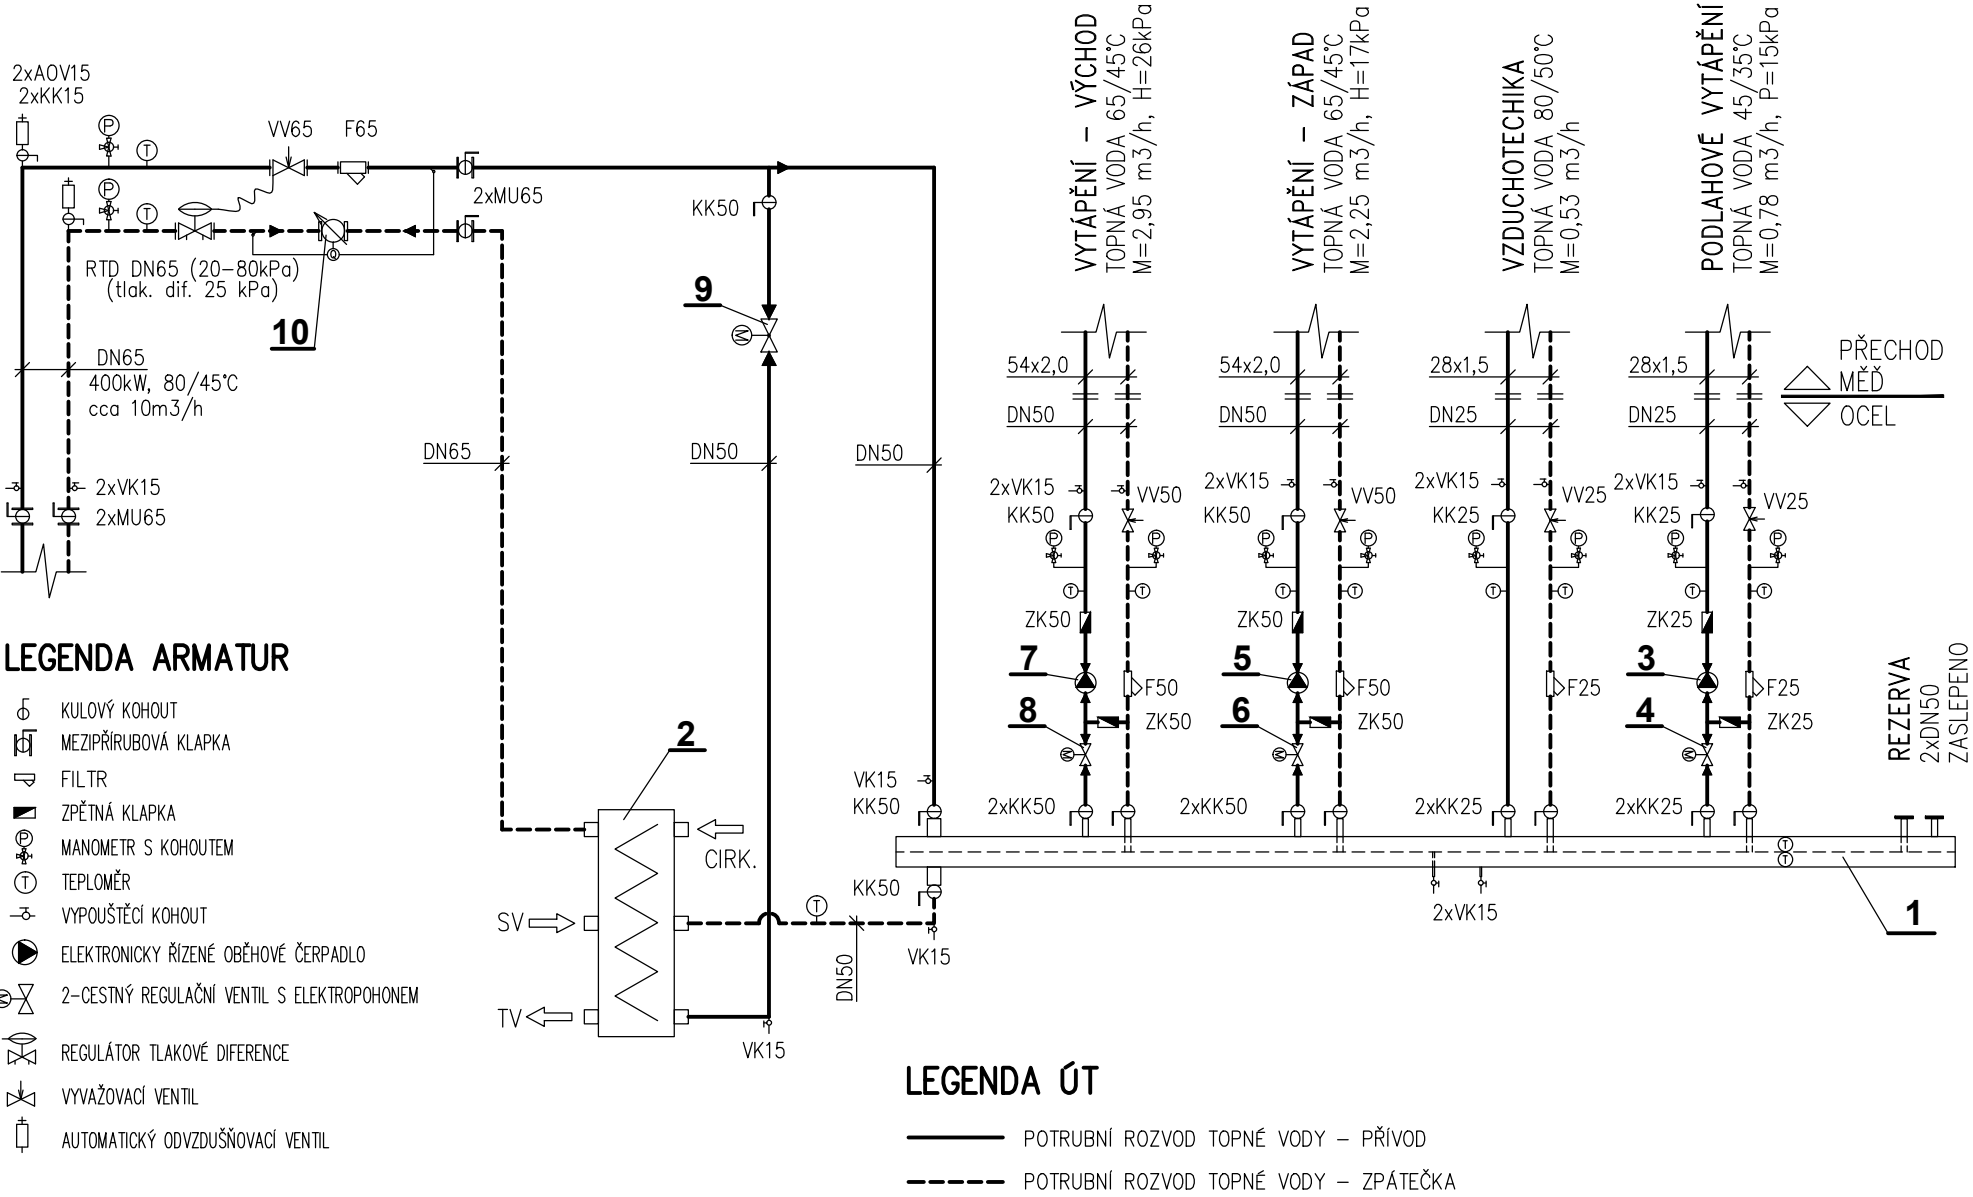 2xAOV15
2xKK15
P
T
VV65
F65
2xMU65
P
T
RTD DN65 (20-80kPa)
(tlak. dif. 25 kPa)
Q
10
DN65
400kW, 80/45°C
cca 10m3/h
2xVK15
2xMU65
DN65
KK50
9
M
DN50
DN50
VYTÁPĚNÍ - VÝCHOD
TOPNÁ VODA 65/45°C
M=2,95 m3/h, H=26kPa
VYTÁPĚNÍ - ZÁPAD
TOPNÁ VODA 65/45°C
M=2,25 m3/h, H=17kPa
VZDUCHOTECHIKA
TOPNÁ VODA 80/50°C
M=0,53 m3/h
PODLAHOVÉ VYTÁPĚNÍ
TOPNÁ VODA 45/35°C
M=0,78 m3/h, P=15kPa
PŘECHOD
MĚĎ
OCEL
54x2,0
DN50
2xVK15
VV50
KK50
P
P
T
T
ZK50
7
F50
8
ZK50
M
2xKK50
54x2,0
DN50
2xVK15
VV50
KK50
P
P
T
T
ZK50
5
F50
6
ZK50
M
2xKK50
28x1,5
DN25
2xVK15
VV25
KK25
P
P
T
T
F25
2xKK25
28x1,5
DN25
2xVK15
VV25
KK25
P
P
T
T
ZK25
3
F25
4
ZK25
M
2xKK25
REZERVA
2xDN50
ZASLEPENO
VK15
KK50
T
T
KK50
2xVK15
1
VK15
2
CIRK.
SV
TV
T
DN50
VK15
LEGENDA ARMATUR
KULOVÝ KOHOUT
MEZIPŘÍRUBOVÁ KLAPKA
FILTR
ZPĚTNÁ KLAPKA
P MANOMETR S KOHOUTEM
T TEPLOMĚR
VYPOUŠTĚCÍ KOHOUT
ELEKTRONICKY ŘÍZENÉ OBĚHOVÉ ČERPADLO
M 2-CESTNÝ REGULAČNÍ VENTIL S ELEKTROPOHONEM
REGULÁTOR TLAKOVÉ DIFERENCE
VYVAŽOVACÍ VENTIL
AUTOMATICKÝ ODVZDUŠŇOVACÍ VENTIL
LEGENDA ÚT
POTRUBNÍ ROZVOD TOPNÉ VODY - PŘÍVOD
POTRUBNÍ ROZVOD TOPNÉ VODY - ZPÁTEČKA